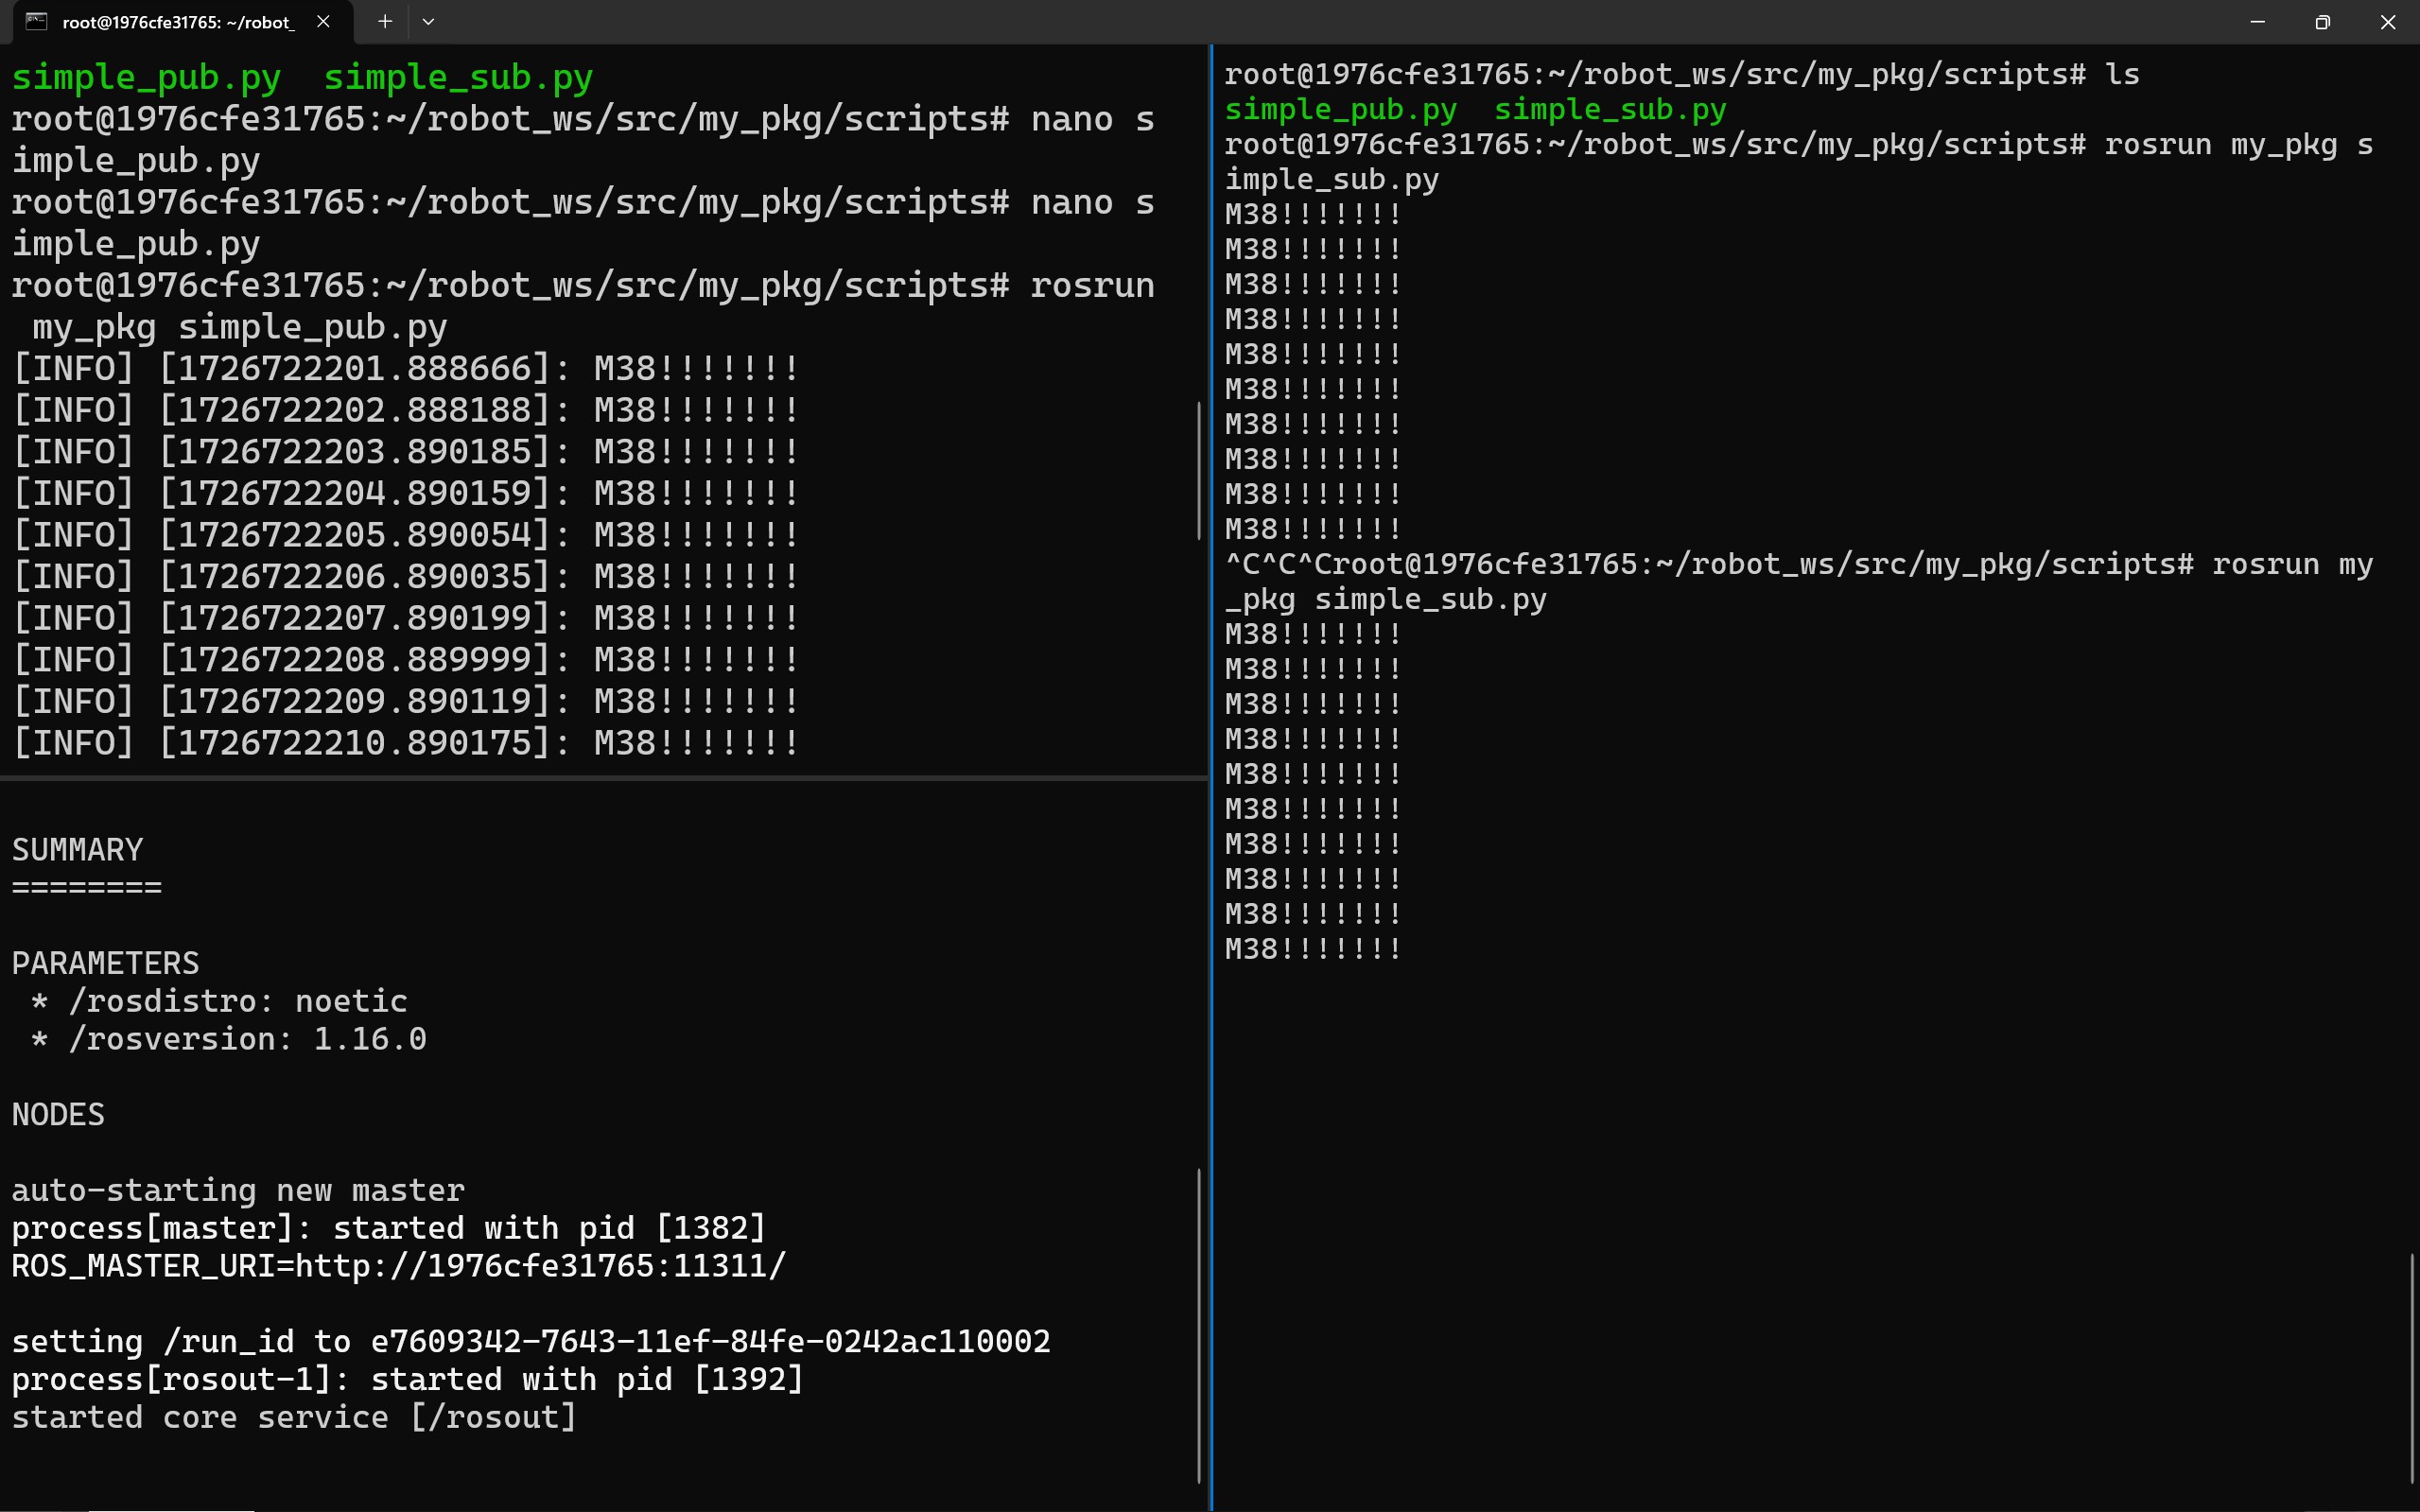 root@1976cfe31765: ~/robot_
simple_pub.py  simple_sub.py
root@1976cfe31765:~/robot_ws/src/my_pkg/scripts# nano s
imple_pub.py
root@1976cfe31765:~/robot_ws/src/my_pkg/scripts# nano s
imple_pub.py
root@1976cfe31765:~/robot_ws/src/my_pkg/scripts# rosrun
 my_pkg simple_pub.py
[INFO] [1726722201.888666]: M38!!!!!!!
[INFO] [1726722202.888188]: M38!!!!!!!
[INFO] [1726722203.890185]: M38!!!!!!!
[INFO] [1726722204.890159]: M38!!!!!!!
[INFO] [1726722205.890054]: M38!!!!!!!
[INFO] [1726722206.890035]: M38!!!!!!!
[INFO] [1726722207.890199]: M38!!!!!!!
[INFO] [1726722208.889999]: M38!!!!!!!
[INFO] [1726722209.890119]: M38!!!!!!!
[INFO] [1726722210.890175]: M38!!!!!!!
SUMMARY
========
PARAMETERS
 * /rosdistro: noetic
 * /rosversion: 1.16.0
NODES
auto-starting new master
process[master]: started with pid [1382]
ROS_MASTER_URI=http://1976cfe31765:11311/
setting /run_id to e7609342-7643-11ef-84fe-0242ac110002
process[rosout-1]: started with pid [1392]
started core service [/rosout]
root@1976cfe31765:~/robot_ws/src/my_pkg/scripts# ls
simple_pub.py  simple_sub.py
root@1976cfe31765:~/robot_ws/src/my_pkg/scripts# rosrun my_pkg s
imple_sub.py
M38!!!!!!!
M38!!!!!!!
M38!!!!!!!
M38!!!!!!!
M38!!!!!!!
M38!!!!!!!
M38!!!!!!!
M38!!!!!!!
M38!!!!!!!
M38!!!!!!!
^C^C^Croot@1976cfe31765:~/robot_ws/src/my_pkg/scripts# rosrun my
_pkg simple_sub.py
M38!!!!!!!
M38!!!!!!!
M38!!!!!!!
M38!!!!!!!
M38!!!!!!!
M38!!!!!!!
M38!!!!!!!
M38!!!!!!!
M38!!!!!!!
M38!!!!!!!